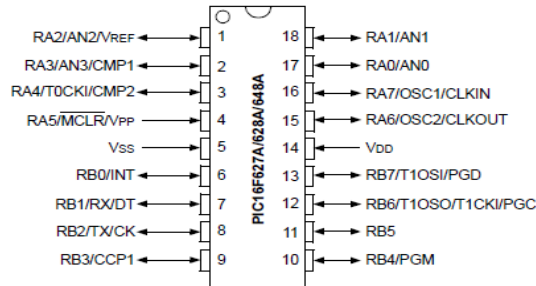 RA2/AN2/VREF 1 18 RA1/AN1
RA3/AN3/CMP1 2 17 RA0/AN0
RA4/T0CKI/CMP2 3 16 RA7/OSC1/CLKIN
RA5/MCLR/VPP 4 15 RA6/OSC2/CLKOUT
VSS 5 14 VDD
RB0/INT 6 13 RB7/T1OSI/PGD
RB1/RX/DT 7 12 RB6/T1OSO/T1CKI/PGC
RB2/TX/CK 8 11 RB5
RB3/CCP1 9 10 RB4/PGM
PIC16F627A/628A/648A